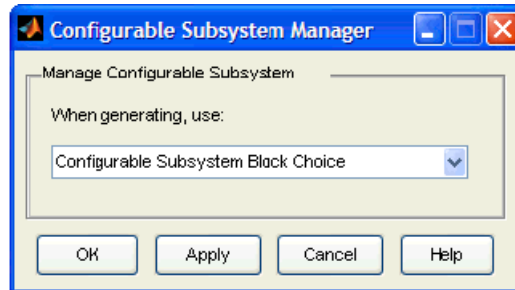 Configurable Subsystem Manager
Manage Configurable Subsystem
When generating, use:
Configurable Subsystem Block Choice
OK Apply Cancel Help